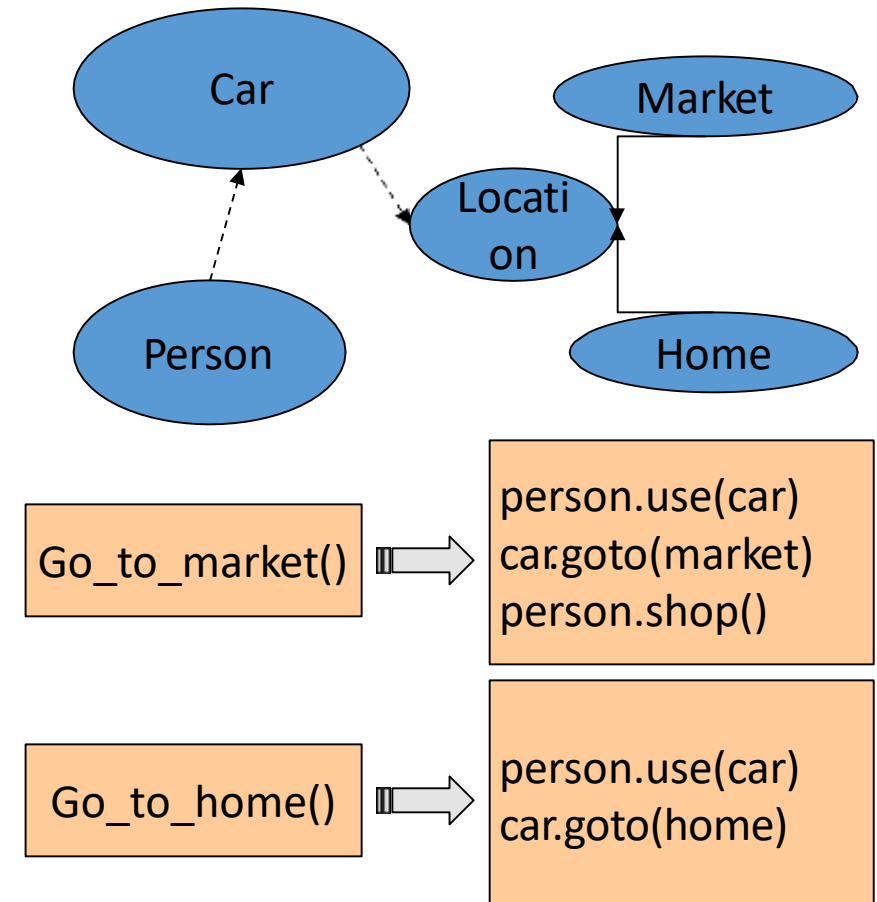 Car
Market
Locati
on
Person
Home
Go_to_market()
person.use(car)
car.goto(market)
person.shop()
Go_to_home()
person.use(car)
car.goto(home)